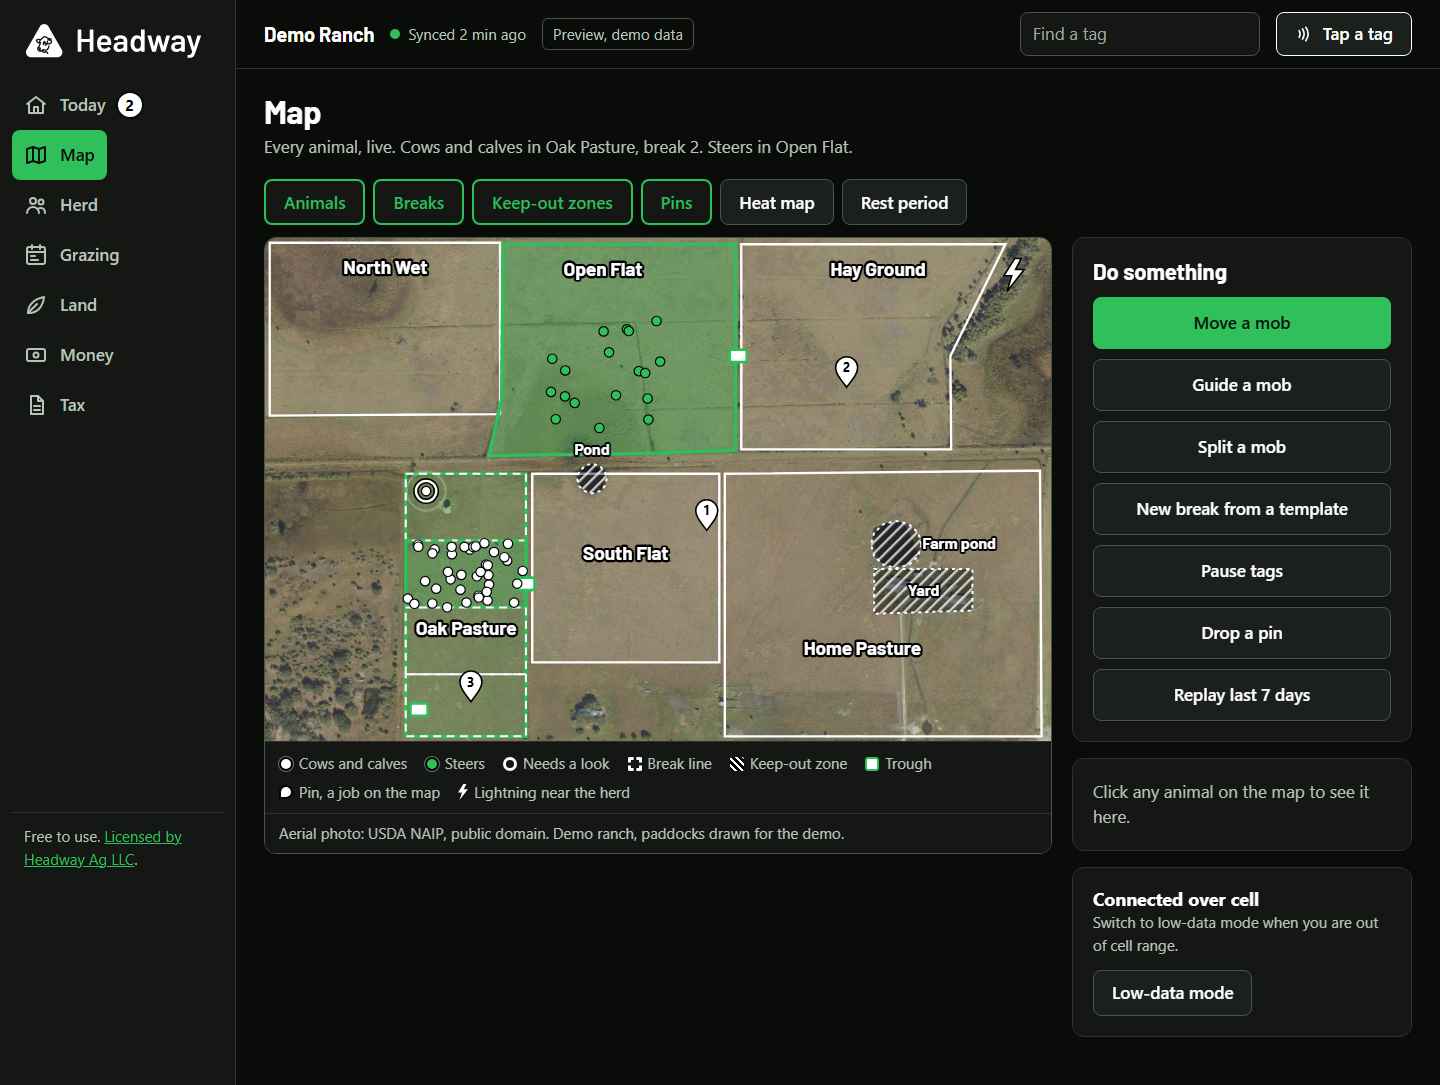 Headway
Demo Ranch
Synced 2 min ago
Preview, demo data
Find a tag
Tap a tag
Today 2
Map
Herd
Grazing
Land
Money
Tax
Free to use. Licensed by
Headway Ag LLC.
Map
Every animal, live. Cows and calves in Oak Pasture, break 2. Steers in Open Flat.
Animals
Breaks
Keep-out zones
Pins
Heat map
Rest period
North Wet
Open Flat
Hay Ground
2
Pond
1
South Flat
Farm pond
Yard
Oak Pasture
Home Pasture
3
Cows and calves
Steers
Needs a look
Break line
Keep-out zone
Trough
Pin, a job on the map
Lightning near the herd
Aerial photo: USDA NAIP, public domain. Demo ranch, paddocks drawn for the demo.
Do something
Move a mob
Guide a mob
Split a mob
New break from a template
Pause tags
Drop a pin
Replay last 7 days
Click any animal on the map to see it
here.
Connected over cell
Switch to low-data mode when you are out
of cell range.
Low-data mode